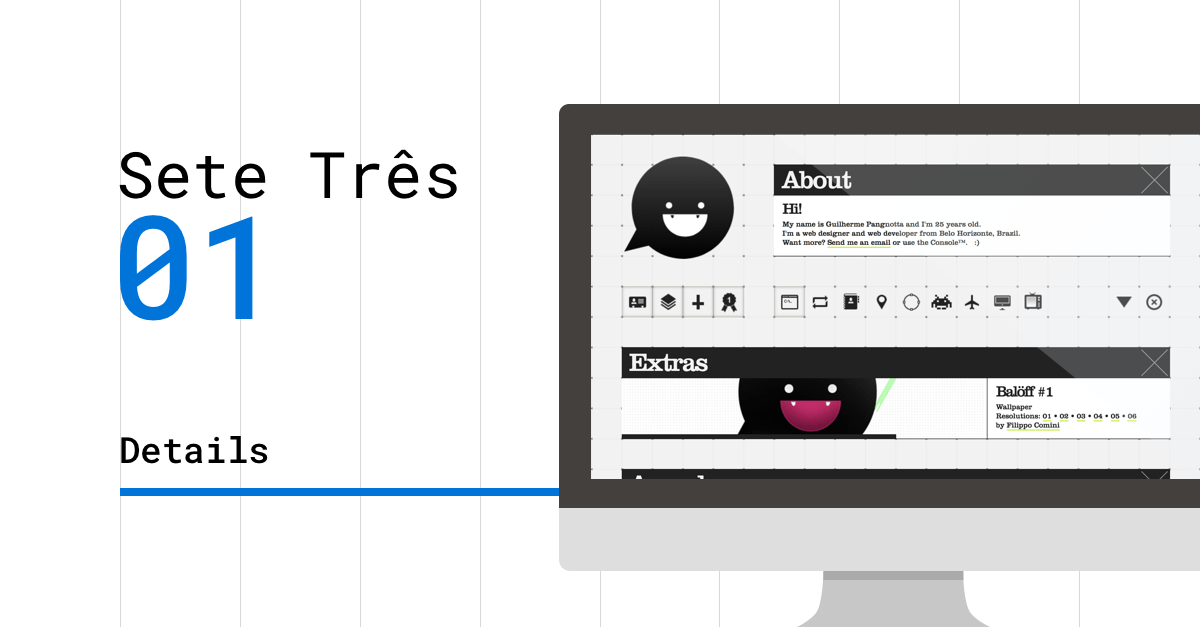 Sete Três
01
Details
About
Hi!
My name is Guilherme Pangnotta and I'm 25 years old.
I'm a web designer and web developer from Belo Horizonte, Brazil.
Want more? Send me an email or use the Console™. :)
1
Extras
Balöff #1
Wallpaper
Resolutions: 01 • 02 • 03 • 04 • 05 • 06
by Filippo Comini